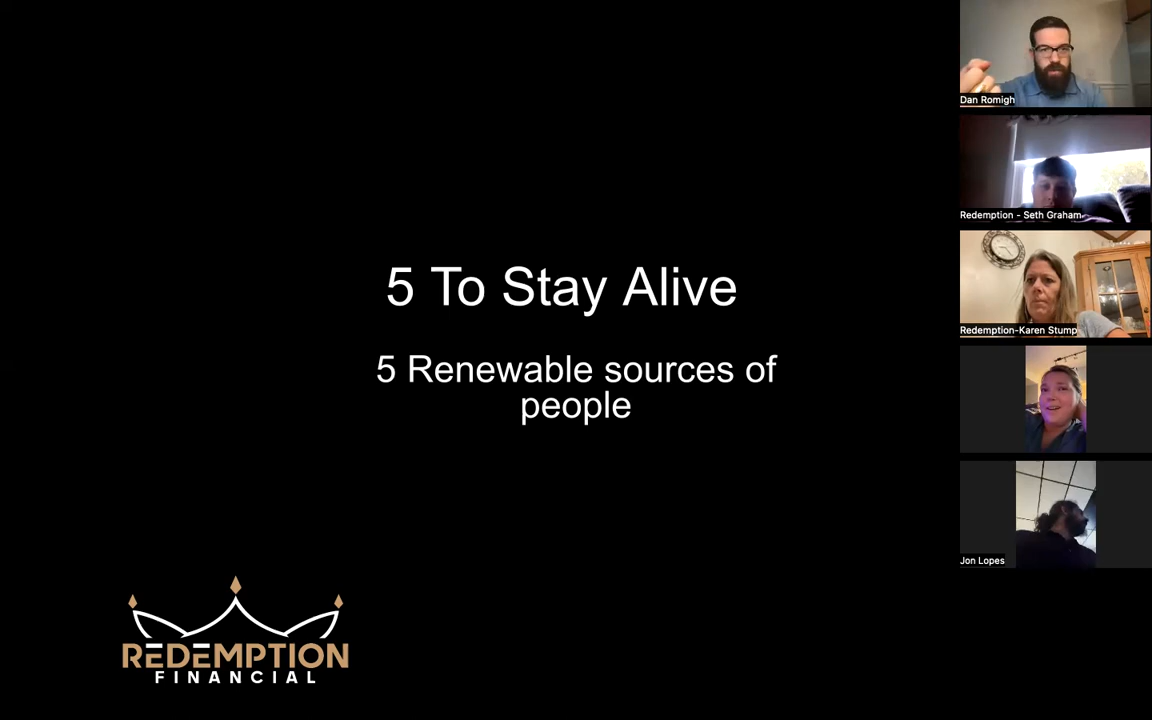 5 To Stay Alive
5 Renewable sources of
people
REDEMPTION
FINANCIAL
Dan Romigh
Redemption - Seth Graham
Redemption-Karen Stump
Jon Lopes